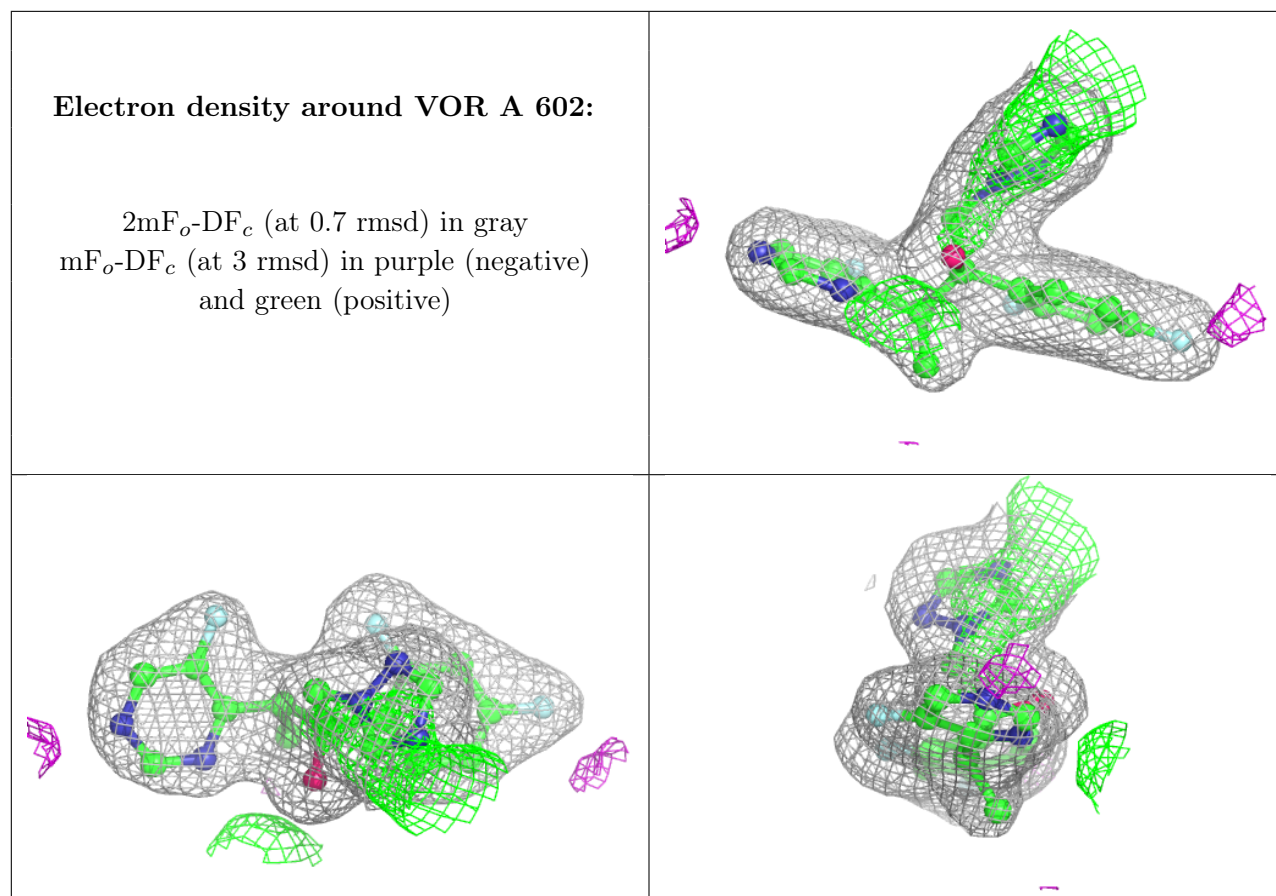 Electron density around VOR A 602:
2mFo-DFc (at 0.7 rmsd) in gray
mFo-DFc (at 3 rmsd) in purple (negative)
and green (positive)